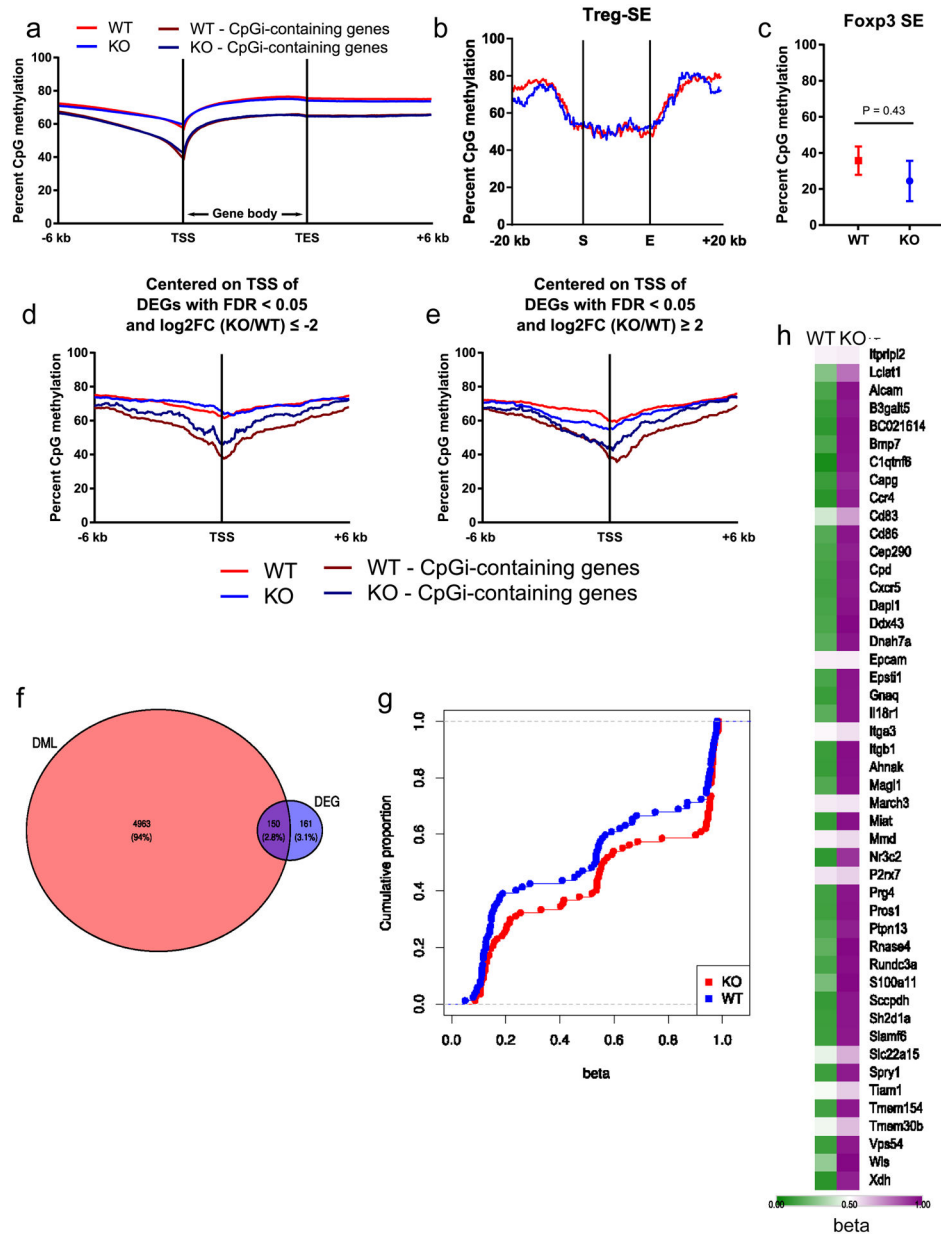 a
WT
WT - CpGi-containing genes
KO
KO - CpGi-containing genes
Percent CpG methylation
100
80
60
40
20
0
Gene body
-6 kb
TSS
TES
+6 kb
b
Treg-SE
Percent CpG methylation
100
80
60
40
20
0
-20 kb
S
E
+20 kb
c
Foxp3 SE
Percent CpG methylation
100
80
60
40
20
0
P = 0.43
WT
KO
d
Centered on TSS of
DEGs with FDR < 0.05
and log2FC (KO/WT) ≤ -2
Percent CpG methylation
100
80
60
40
20
0
-6 kb
TSS
+6 kb
e
Centered on TSS of
DEGs with FDR < 0.05
and log2FC (KO/WT) ≥ 2
Percent CpG methylation
100
80
60
40
20
0
-6 kb
TSS
+6 kb
WT
WT - CpGi-containing genes
KO
KO - CpGi-containing genes
f
DML
DEG
4963
(94%)
150
(2.8%)
161
(3.1%)
g
Cumulative proportion
1.0
0.8
0.6
0.4
0.2
0.0
KO
WT
0.0
0.2
0.4
0.6
0.8
1.0
beta
h
WT KO
Itpripl2
Lclat1
Alcam
B3galt5
BC021614
Bmp7
C1qtnf6
Capg
Ccr4
Cd83
Cd86
Cep290
Cpd
Cxcr5
Dapl1
Ddx43
Dnah7a
Epcam
Epsti1
Gnaq
Il18r1
Itga3
Itgb1
Ahnak
Magi1
March3
Miat
Mmd
Nr3c2
P2rx7
Prg4
Pros1
Ptpn13
Rnase4
Rundc3a
S100a11
Sccpdh
Sh2d1a
Slamf6
Slc22a15
Spry1
Tiam1
Tmem154
Tmem30b
Vps54
Wls
Xdh
0.00
0.50
1.00
beta